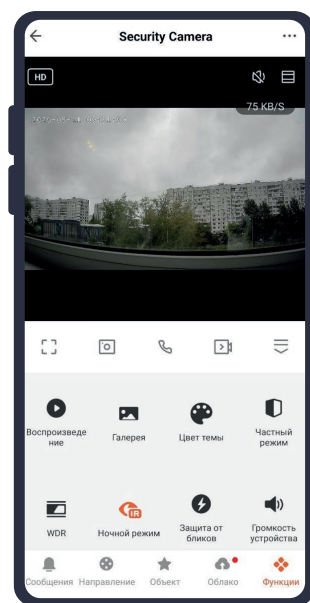 Security Camera
HD
75 KB/S
Воспроизведе
ние
Галерея
Цвет темы
Частный
режим
IR
WDR
Ночной режим
Защита от
бликов
Громкость
устройства
Сообщения
Направление
Объект
Облако
Функции